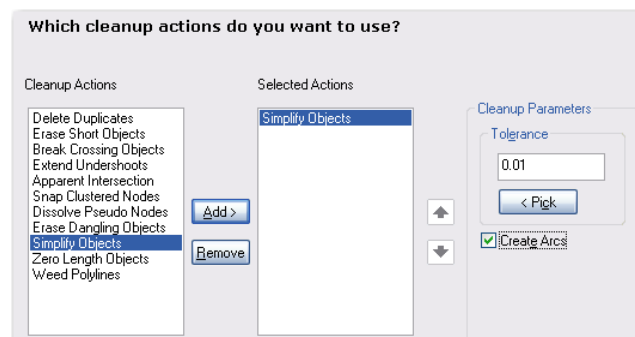 Which cleanup actions do you want to use?
Cleanup Actions
Delete Duplicates
Erase Short Objects
Break Crossing Objects
Extend Undershoots
Apparent Intersection
Snap Clustered Nodes
Dissolve Pseudo Nodes
Erase Dangling Objects
Simplify Objects
Zero Length Objects
Weed Polylines
Add >
Remove
Selected Actions
Simplify Objects
Cleanup Parameters
Tolerance
0.01
< Pick
Create Arcs